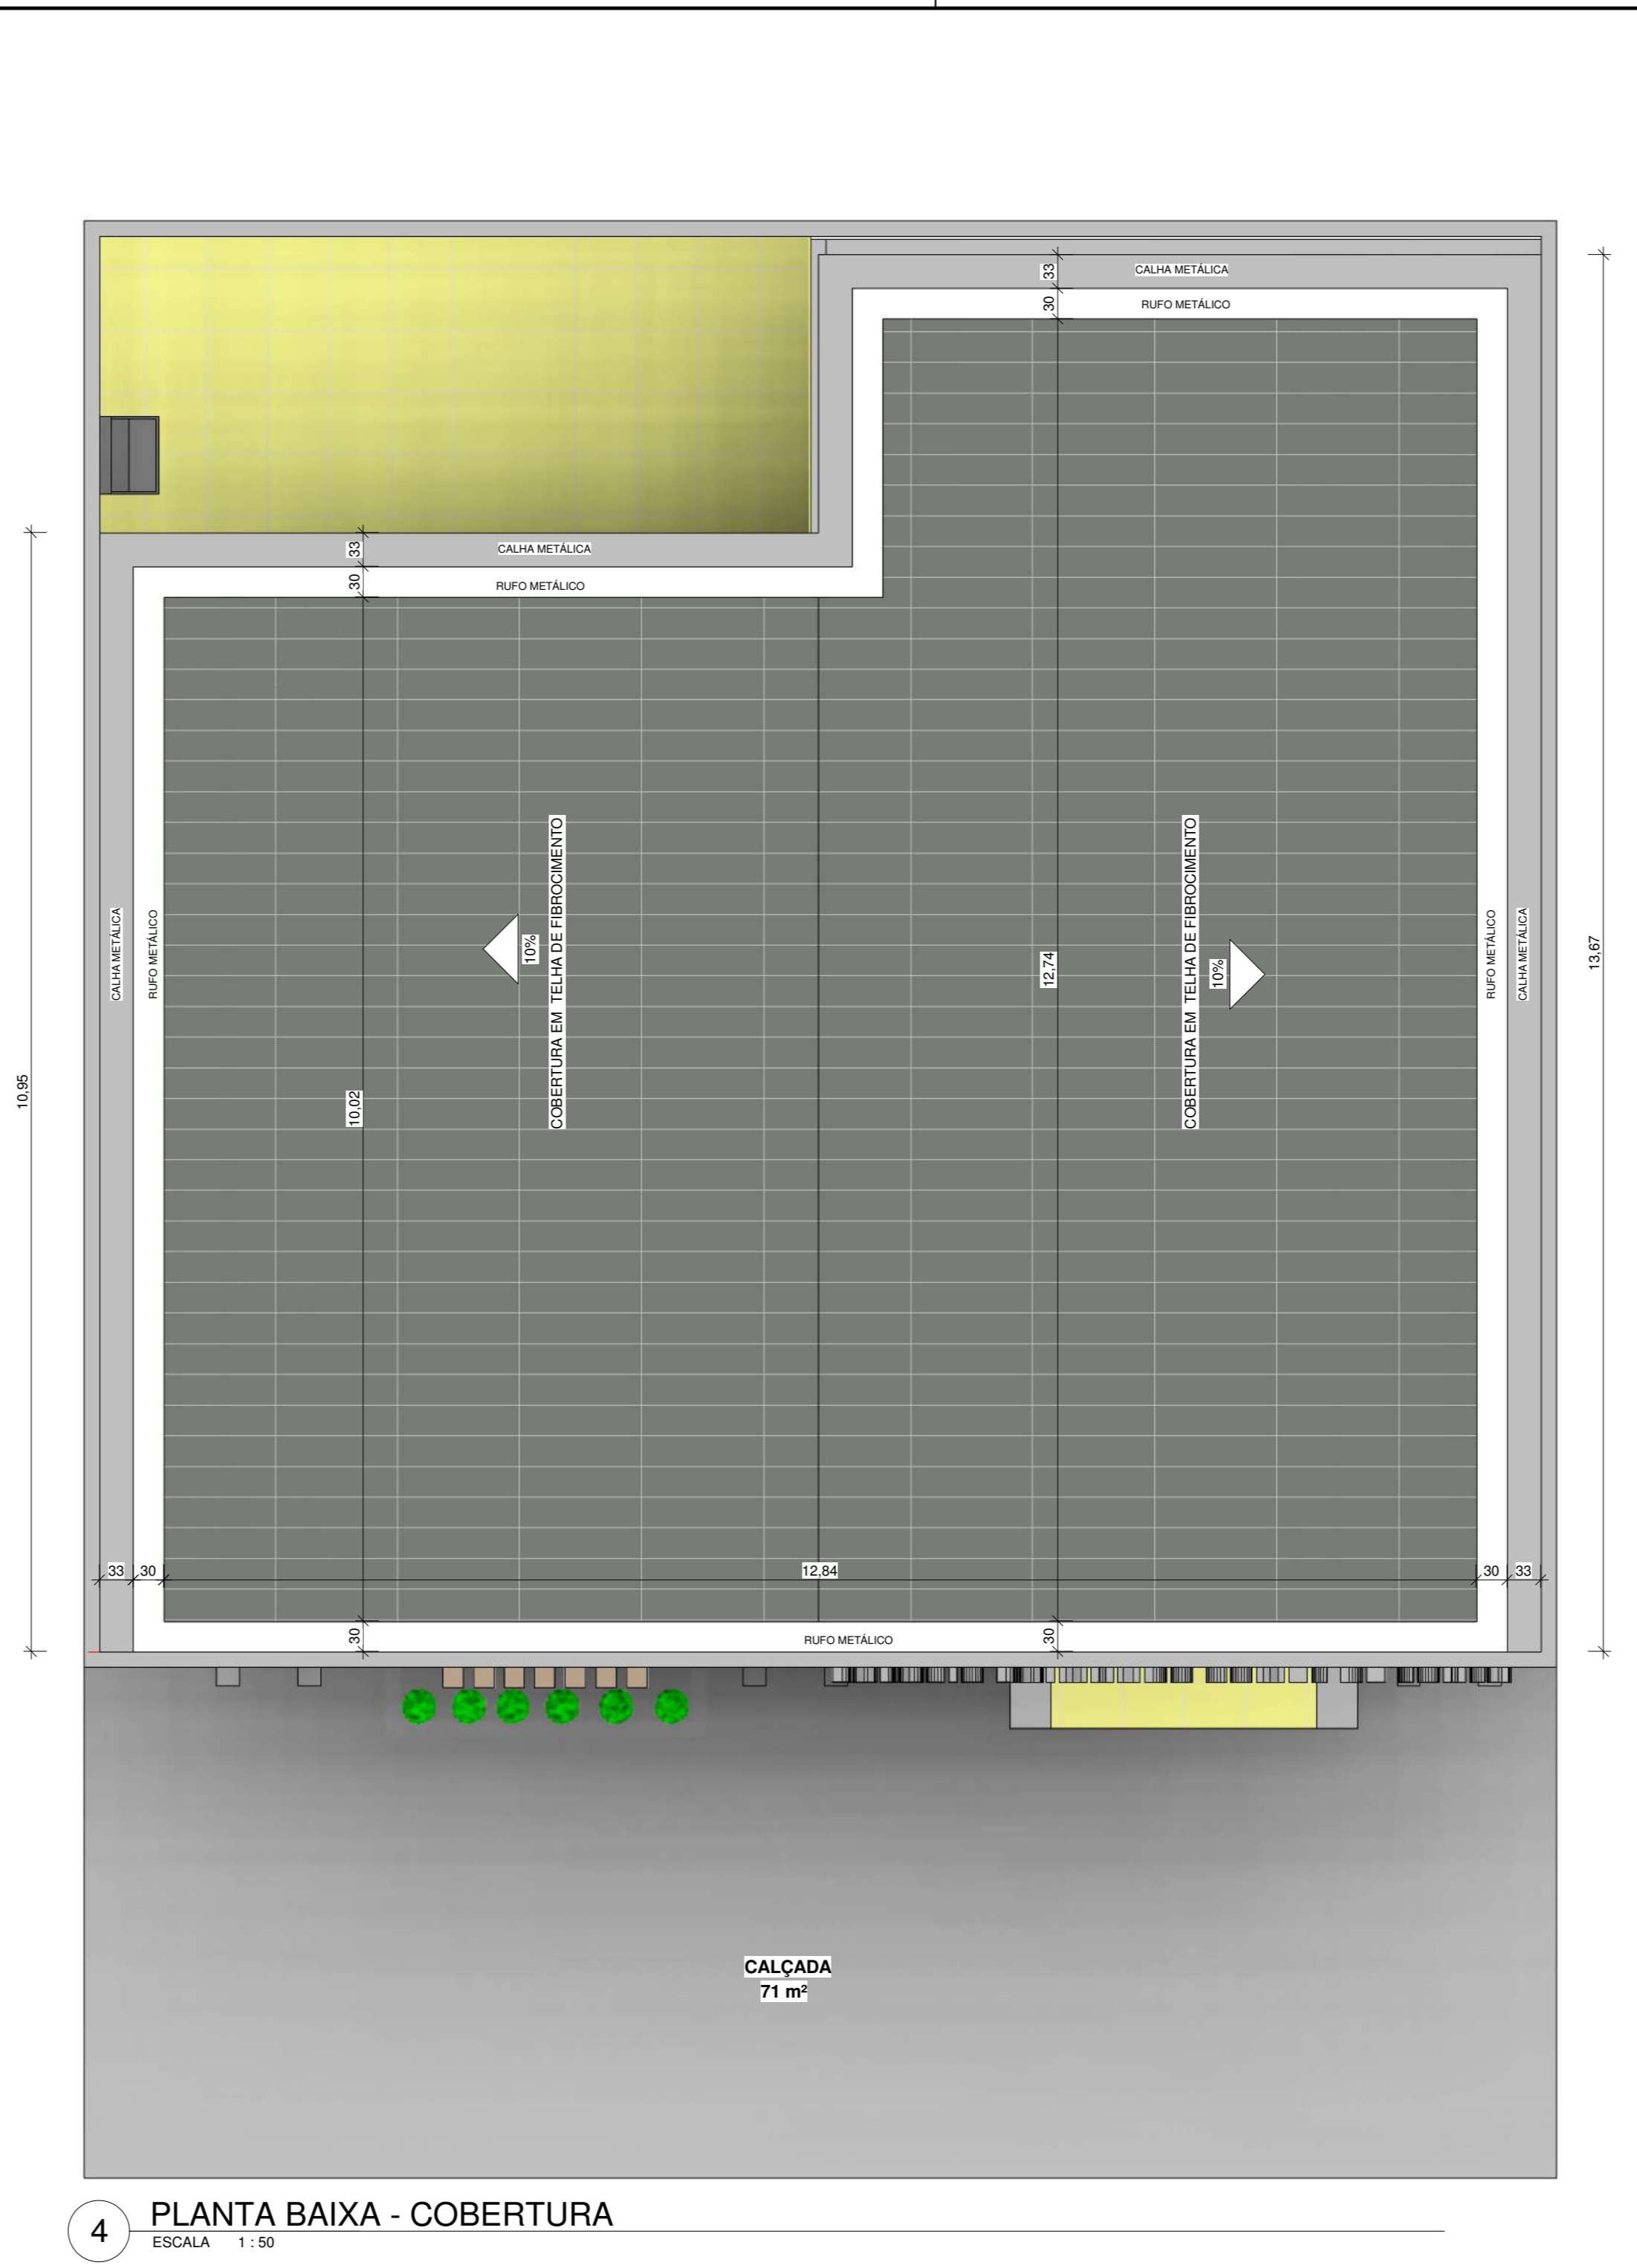 33
CALHA METÁLICA
30
RUFO METÁLICO
33
CALHA METÁLICA
30
RUFO METÁLICO
COBERTURA EM TELHA DE FIBROCIMENTO
10%
COBERTURA EM TELHA DE FIBROCIMENTO
10%
CALHA METÁLICA
RUFO METÁLICO
RUFO METÁLICO
CALHA METÁLICA
13,67
12,74
10,95
10,02
33
30
12,84
30
33
30
RUFO METÁLICO
30
CALÇADA
71 m²
4
PLANTA BAIXA - COBERTURA
ESCALA 1 : 50